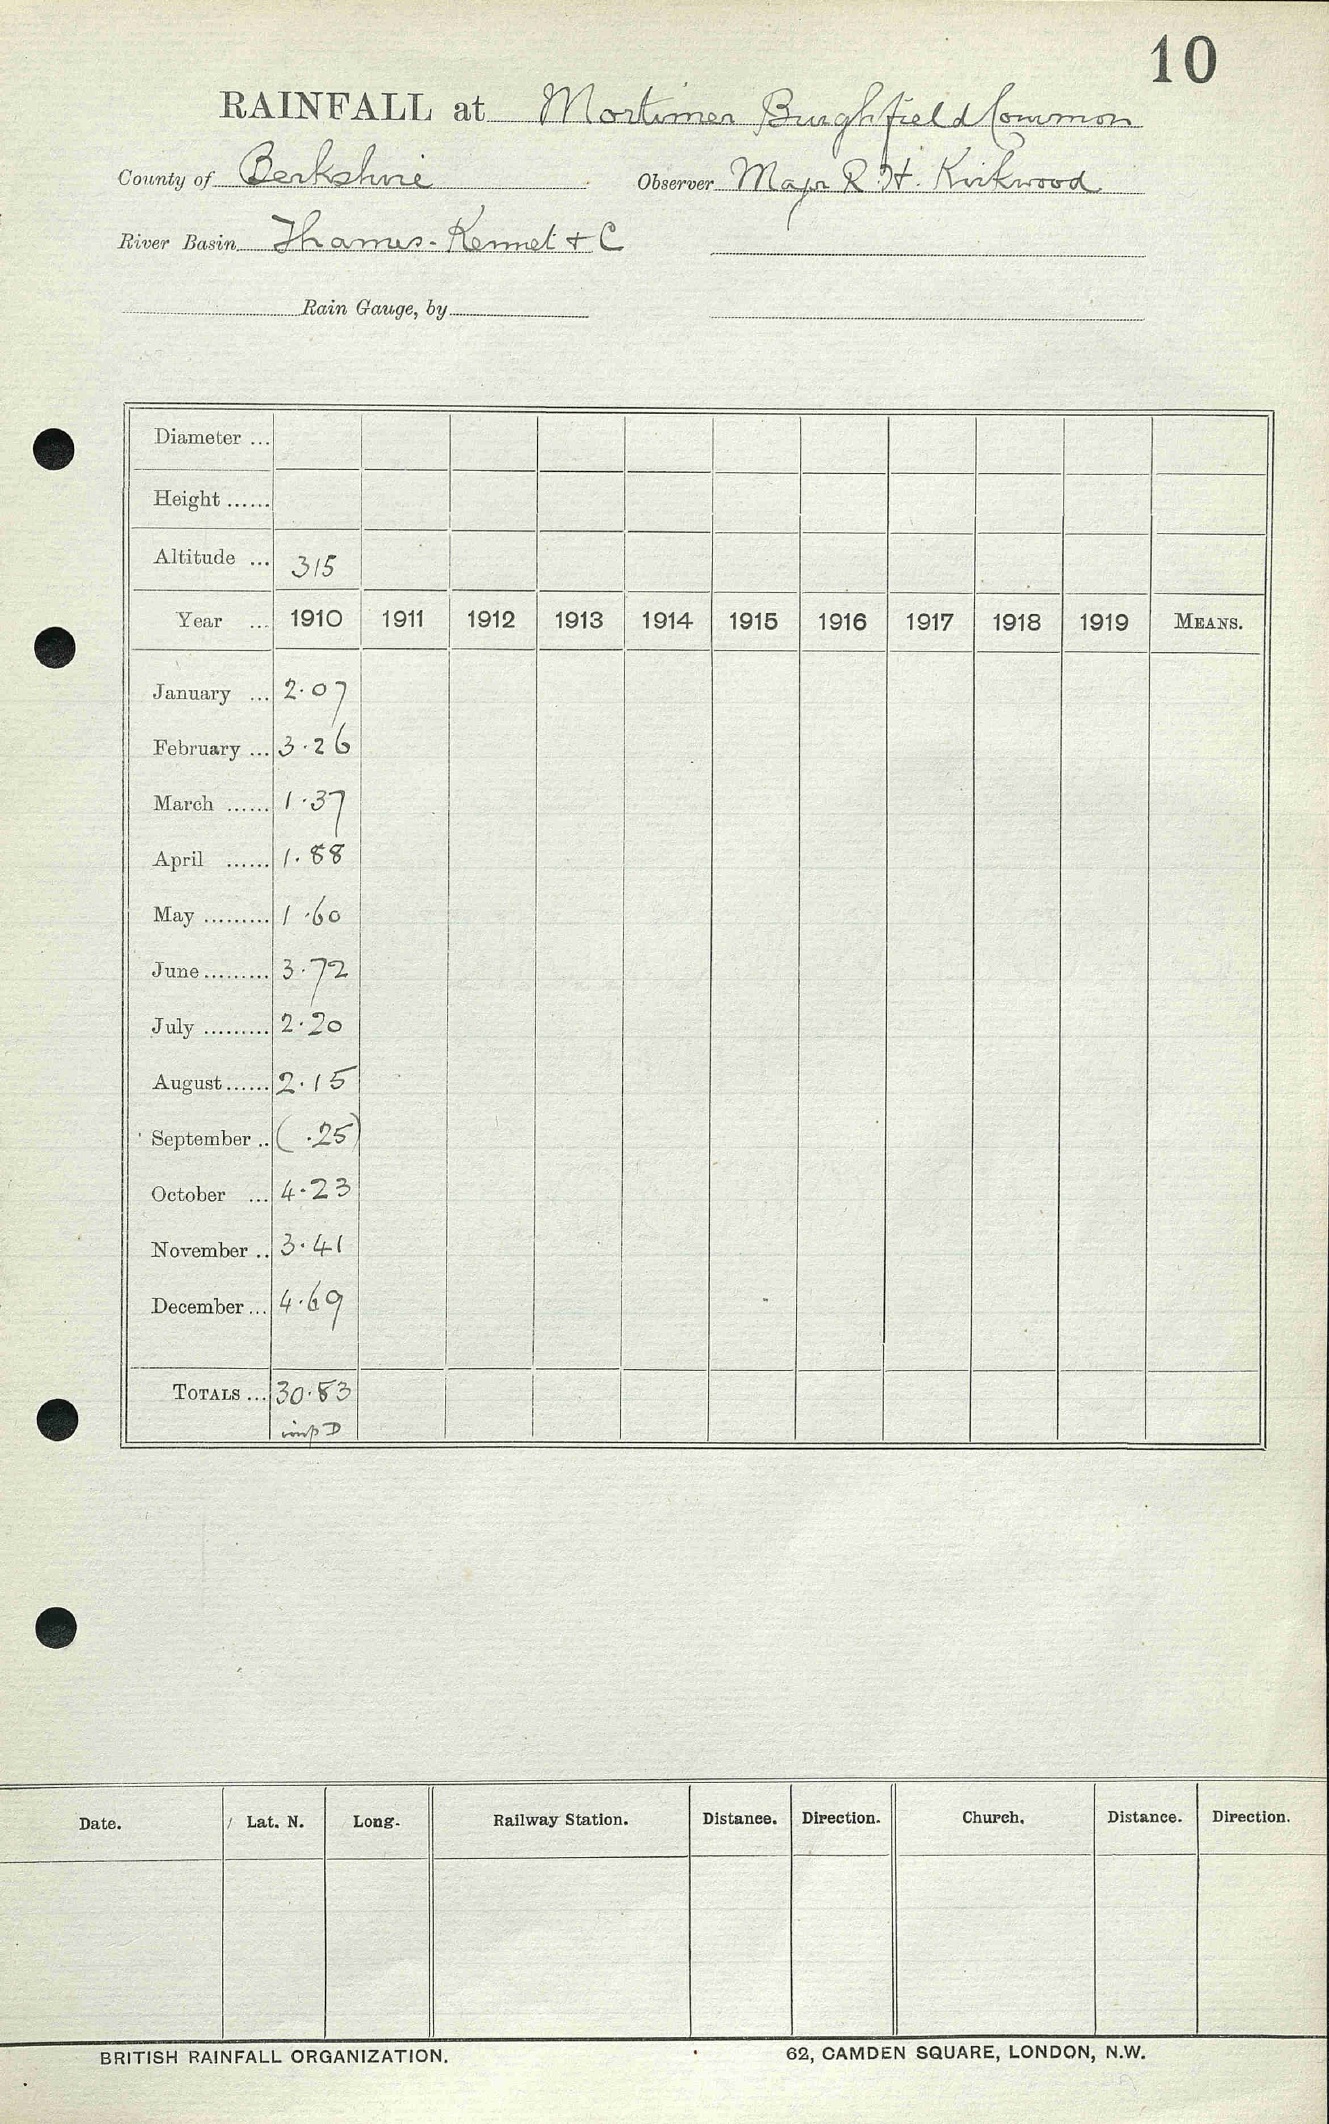 10
RAINFALL at Mortimer Burghfield Common
County of Berkshire Observer Major R. H. Kirkwood
River Basin Thames - Kennet & C
Rain Gauge, by
Diameter ...
Height ......
Altitude ... 315
Year ... 1910 1911 1912 1913 1914 1915 1916 1917 1918 1919 MEANS.
January ... 2.07
February ... 3.26
March ...... 1.37
April ...... 1.88
May ......... 1.60
June ......... 3.72
July ......... 2.20
August ...... 2.15
September .. ( .25)
October ... 4.23
November .. 3.41
December ... 4.69
TOTALS ... 30.83
imp D
Date. Lat. N. Long. Railway Station. Distance. Direction. Church. Distance. Direction.
BRITISH RAINFALL ORGANIZATION. 62, CAMDEN SQUARE, LONDON, N.W.